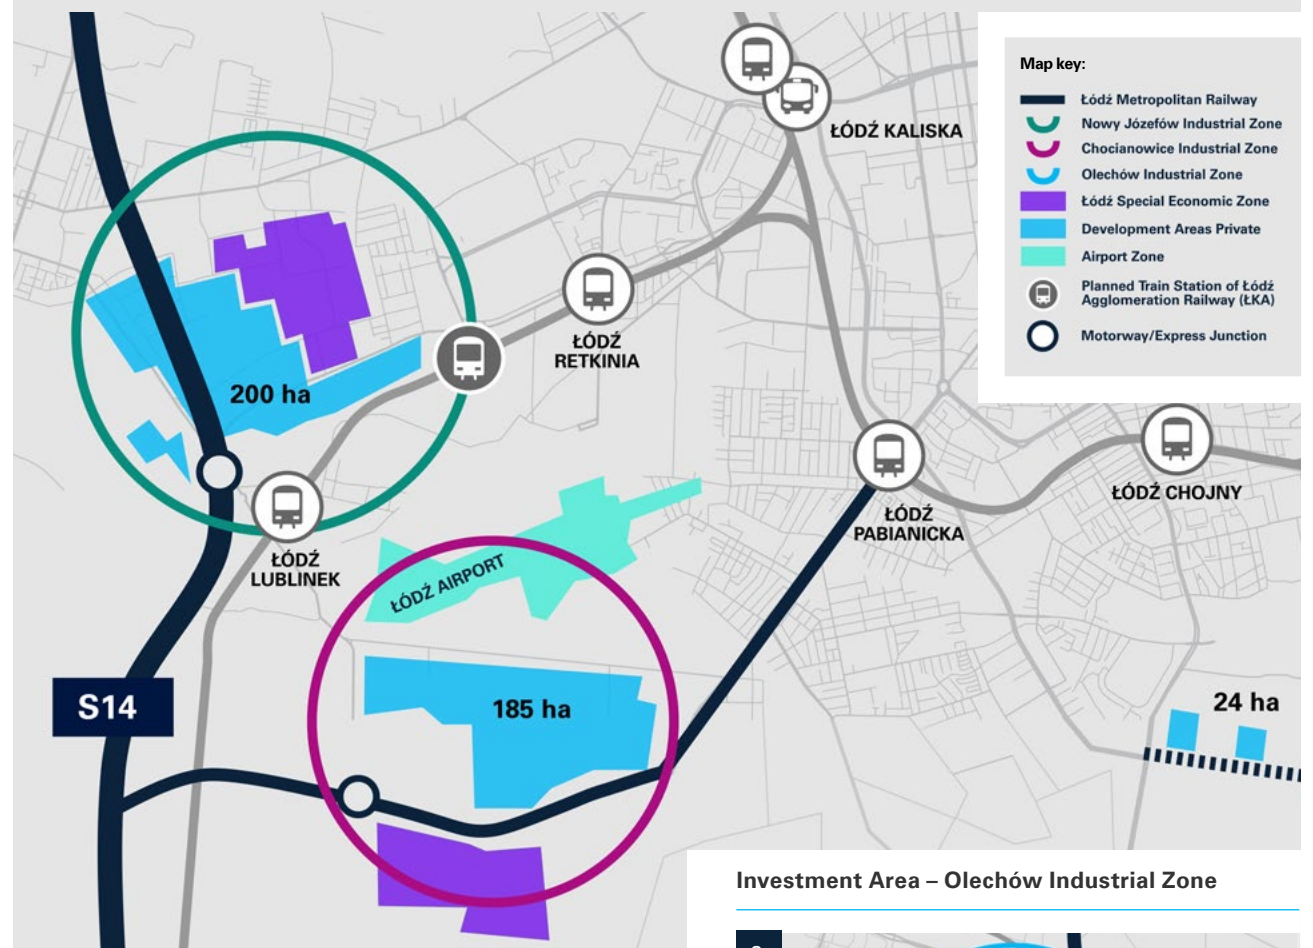 Map key:
Łódź Metropolitan Railway
Nowy Józefów Industrial Zone
Chocianowice Industrial Zone
Olechów Industrial Zone
Łódź Special Economic Zone
Development Areas Private
Airport Zone
Planned Train Station of Łódź
Agglomeration Railway (ŁKA)
Motorway/Express Junction
ŁÓDŹ KALISKA
ŁÓDŹ
RETKINIA
200 ha
ŁÓDŹ CHOJNY
ŁÓDŹ
PABIANICKA
ŁÓDŹ
LUBLINEK
ŁÓDŹ AIRPORT
S14
185 ha
24 ha
Investment Area – Olechów Industrial Zone